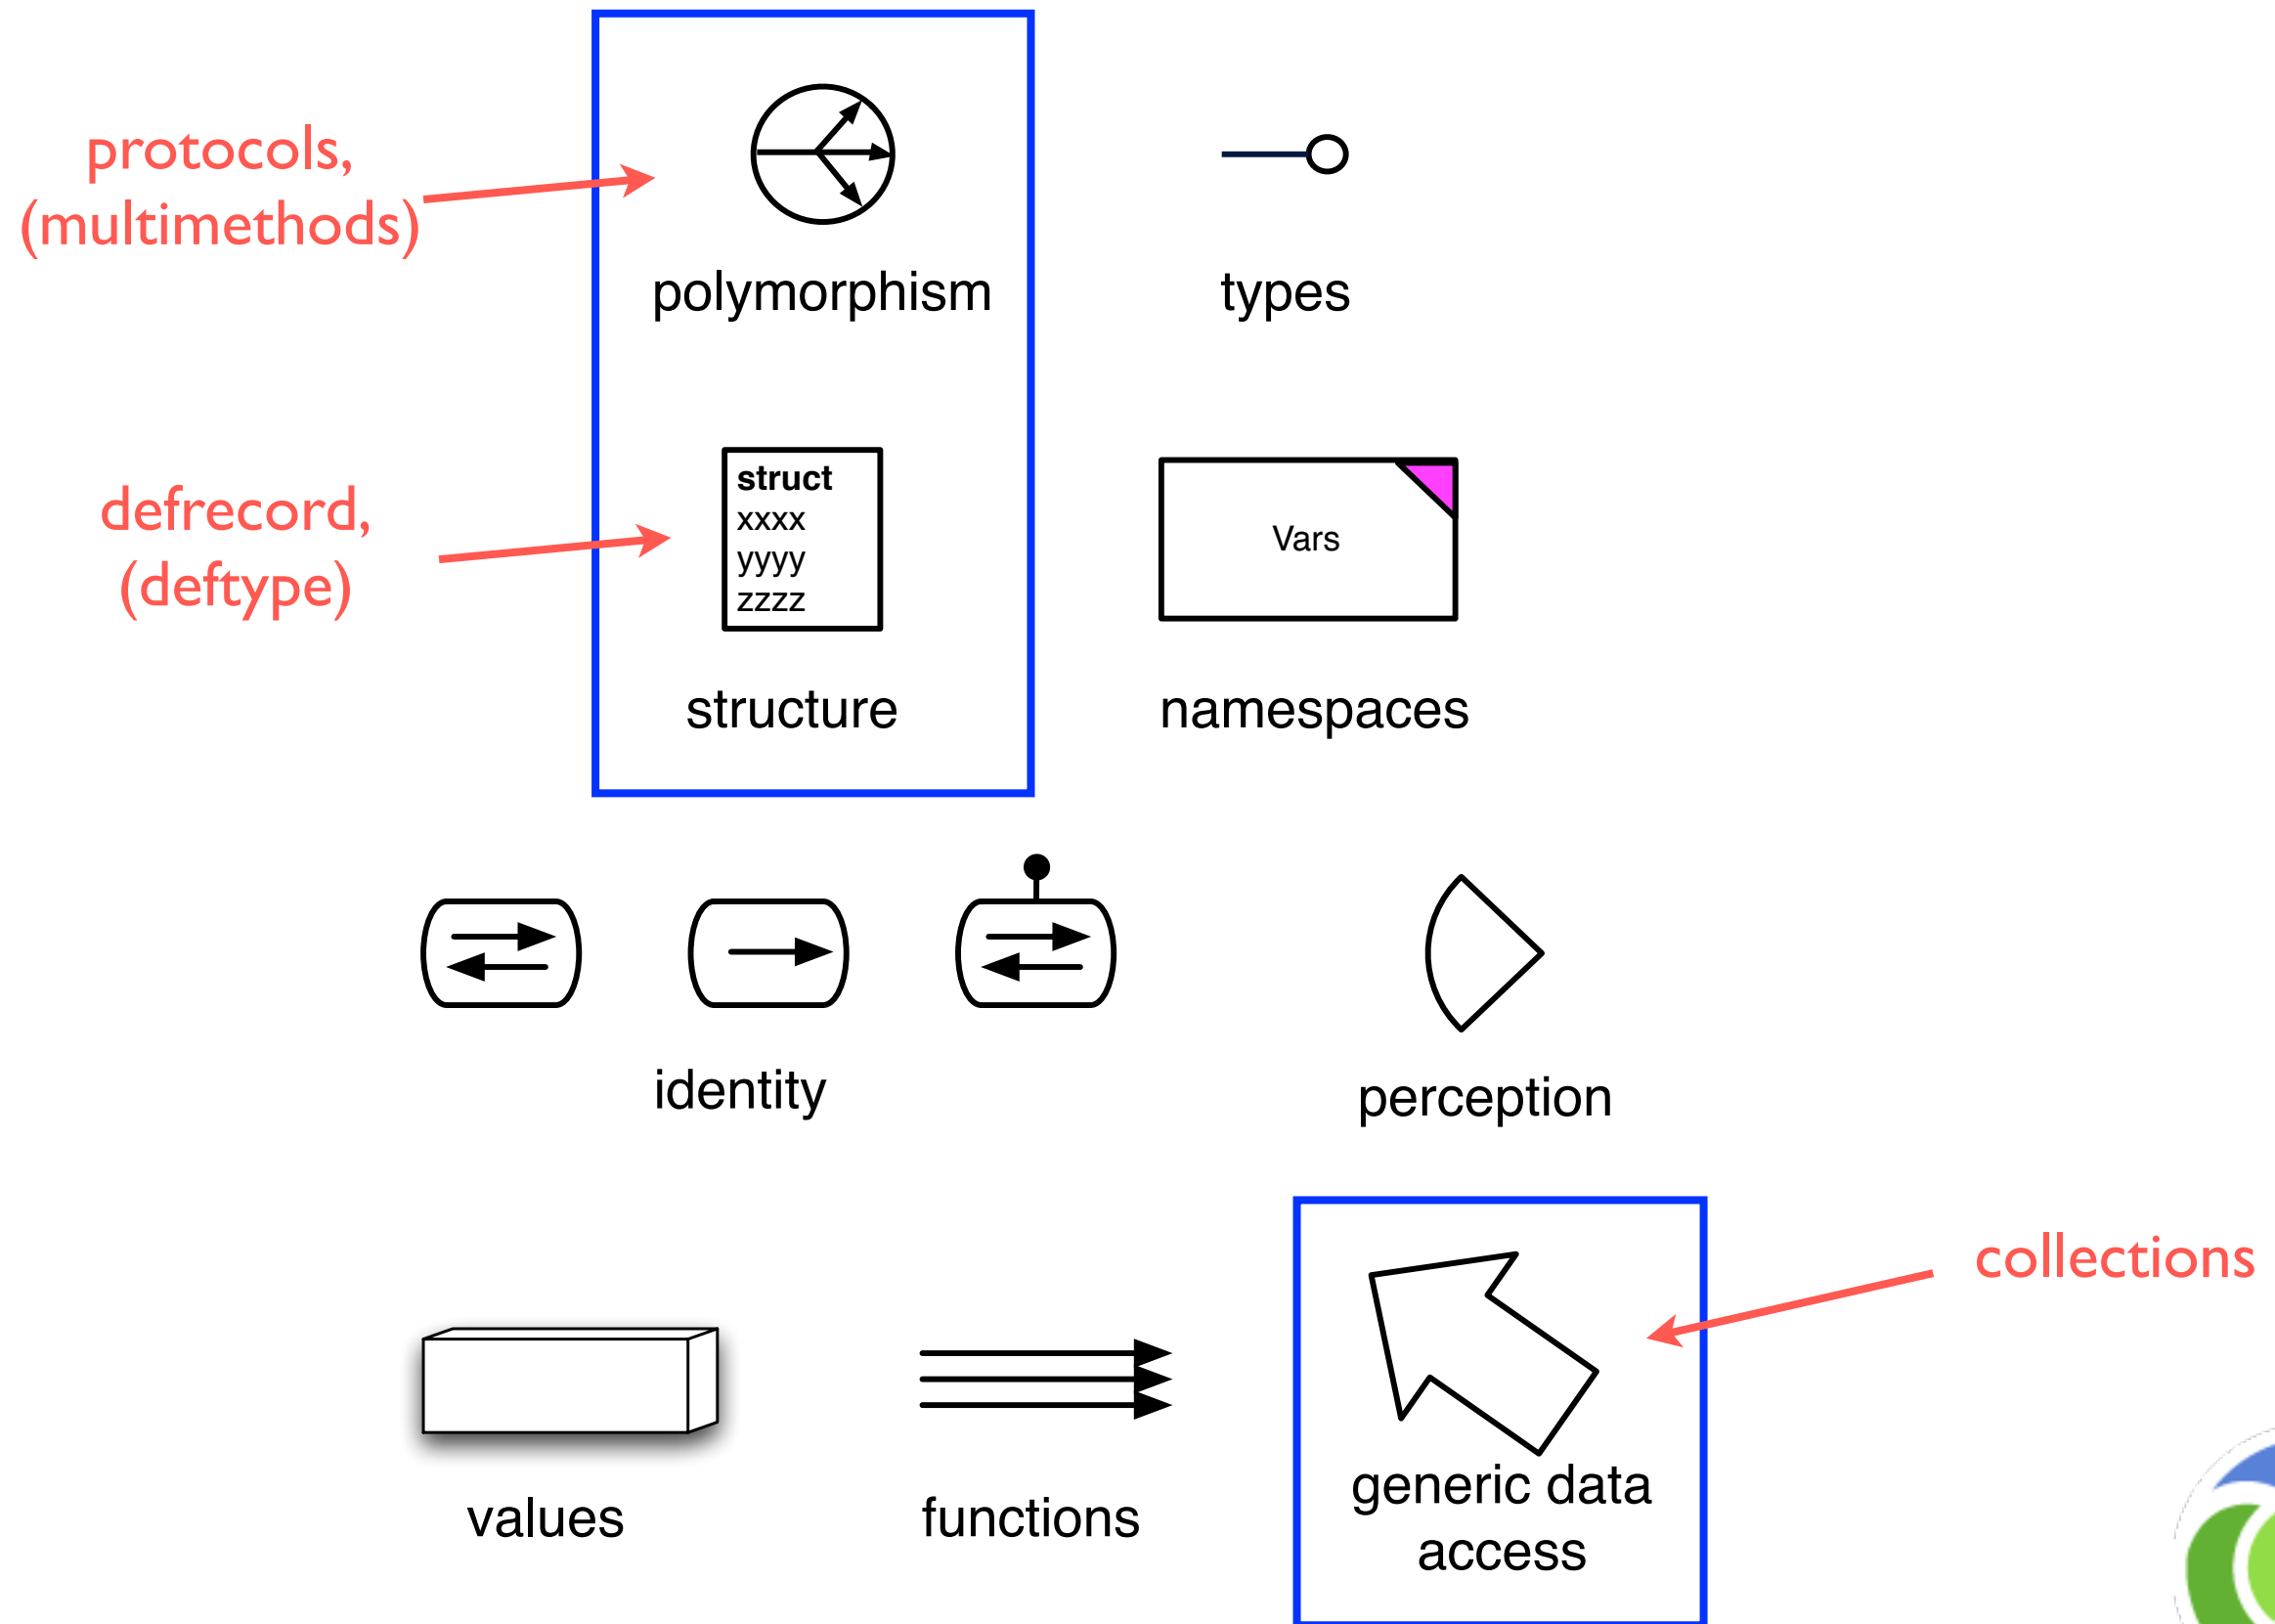 protocols,
(multimethods)
polymorphism
types
defrecord,
(deftype)
struct
xxxx
yyyy
zzzz
Vars
structure
namespaces
identity
perception
collections
values
functions
generic data
access